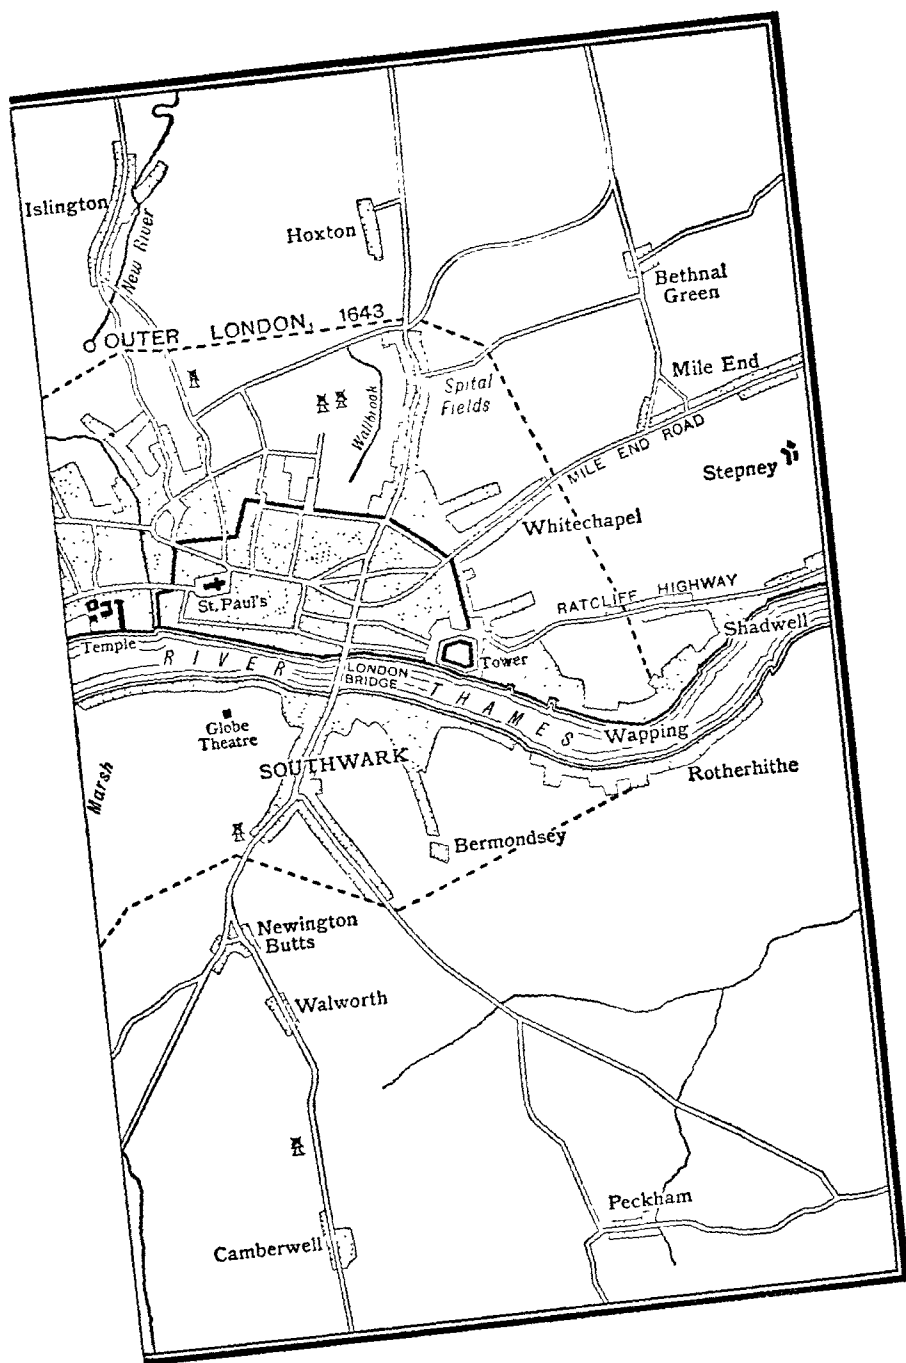 Islington
New River
Hoxton
Bethnal
Green
OUTER LONDON, 1643
Mile End
Spital
Fields
Wallbrook
MILE END ROAD
Stepney
Whitechapel
St. Paul's
RATCLIFF HIGHWAY
Shadwell
Temple
Tower
RIVER THAMES
LONDON
BRIDGE
Wapping
Globe
Theatre
SOUTHWARK
Rotherhithe
Marsh
Bermondsey
Newington
Butts
Walworth
Peckham
Camberwell